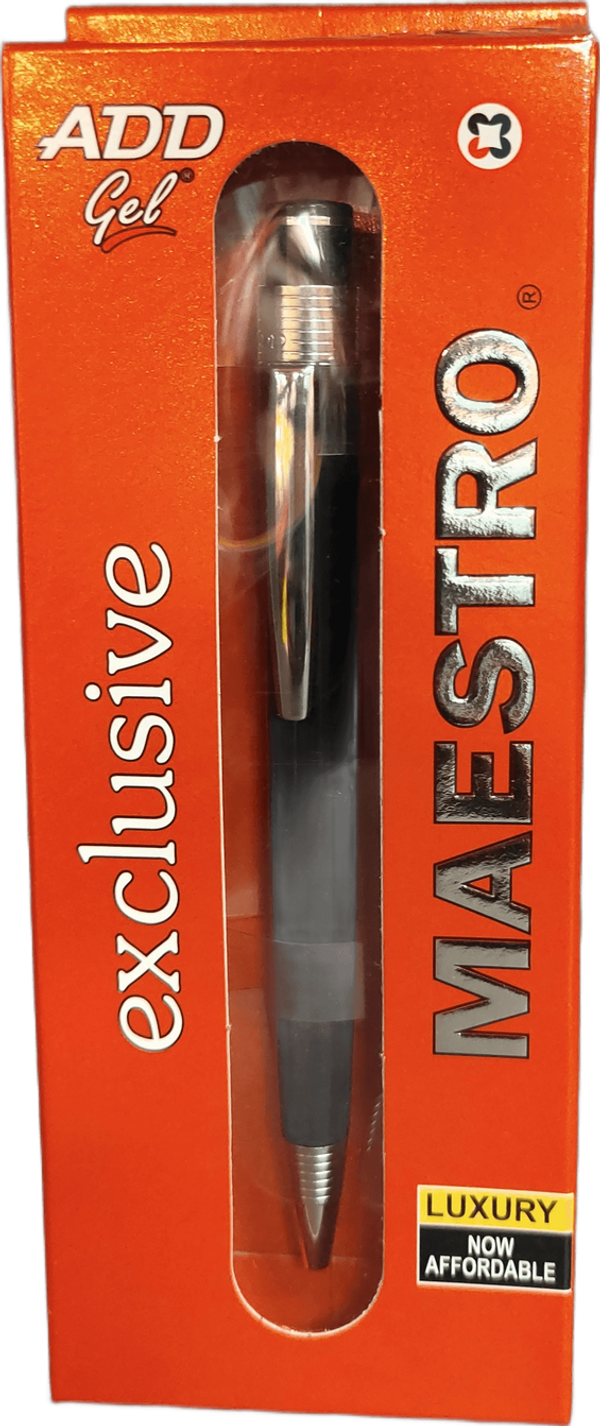 ADD
Gel®
exclusive
MAESTRO®
LUXURY
NOW
AFFORDABLE